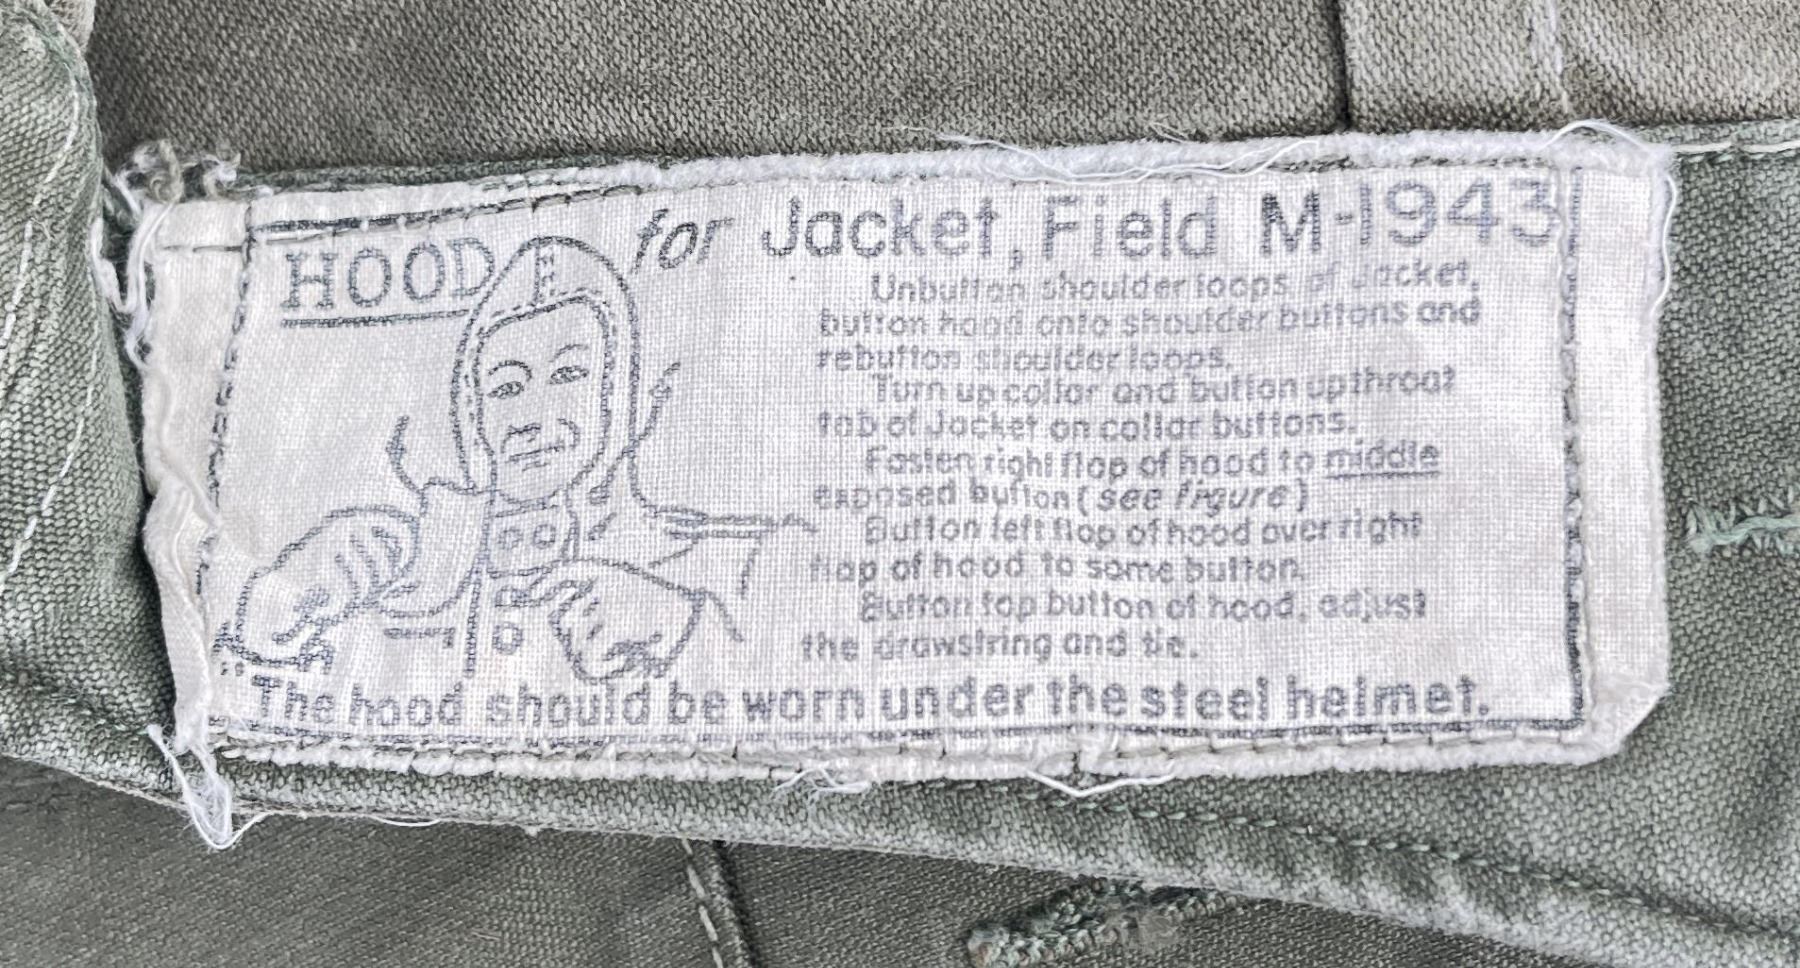 HOOD for Jacket, Field M-1943
Unbutton shoulder loops of Jacket,
button hood onto shoulder buttons and
rebutton shoulder loops.
Turn up collar and button up throat
tab of Jacket on collar buttons.
Fasten right flap of hood to middle
exposed button (see figure)
Button left flap of hood over right
flap of hood to same button.
Button top button of hood, adjust
the drawstring and tie.
"The hood should be worn under the steel helmet.